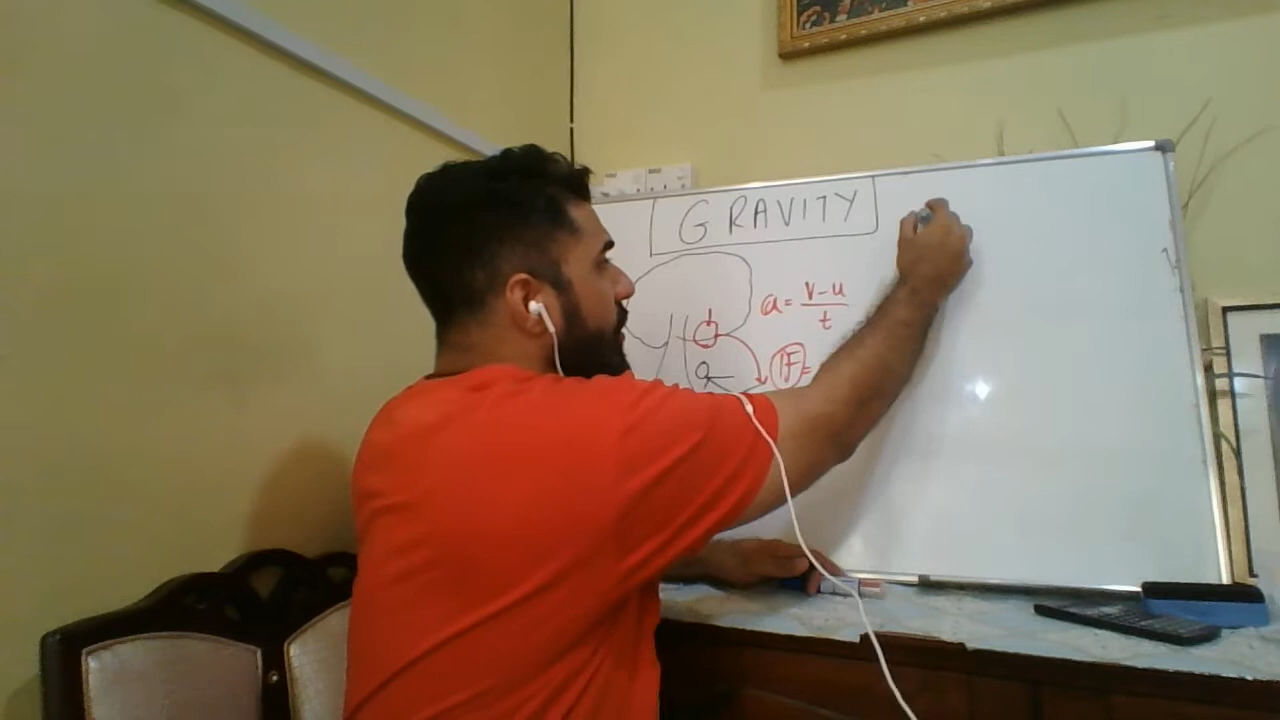 GRAVITY
a = v-u/t
F =